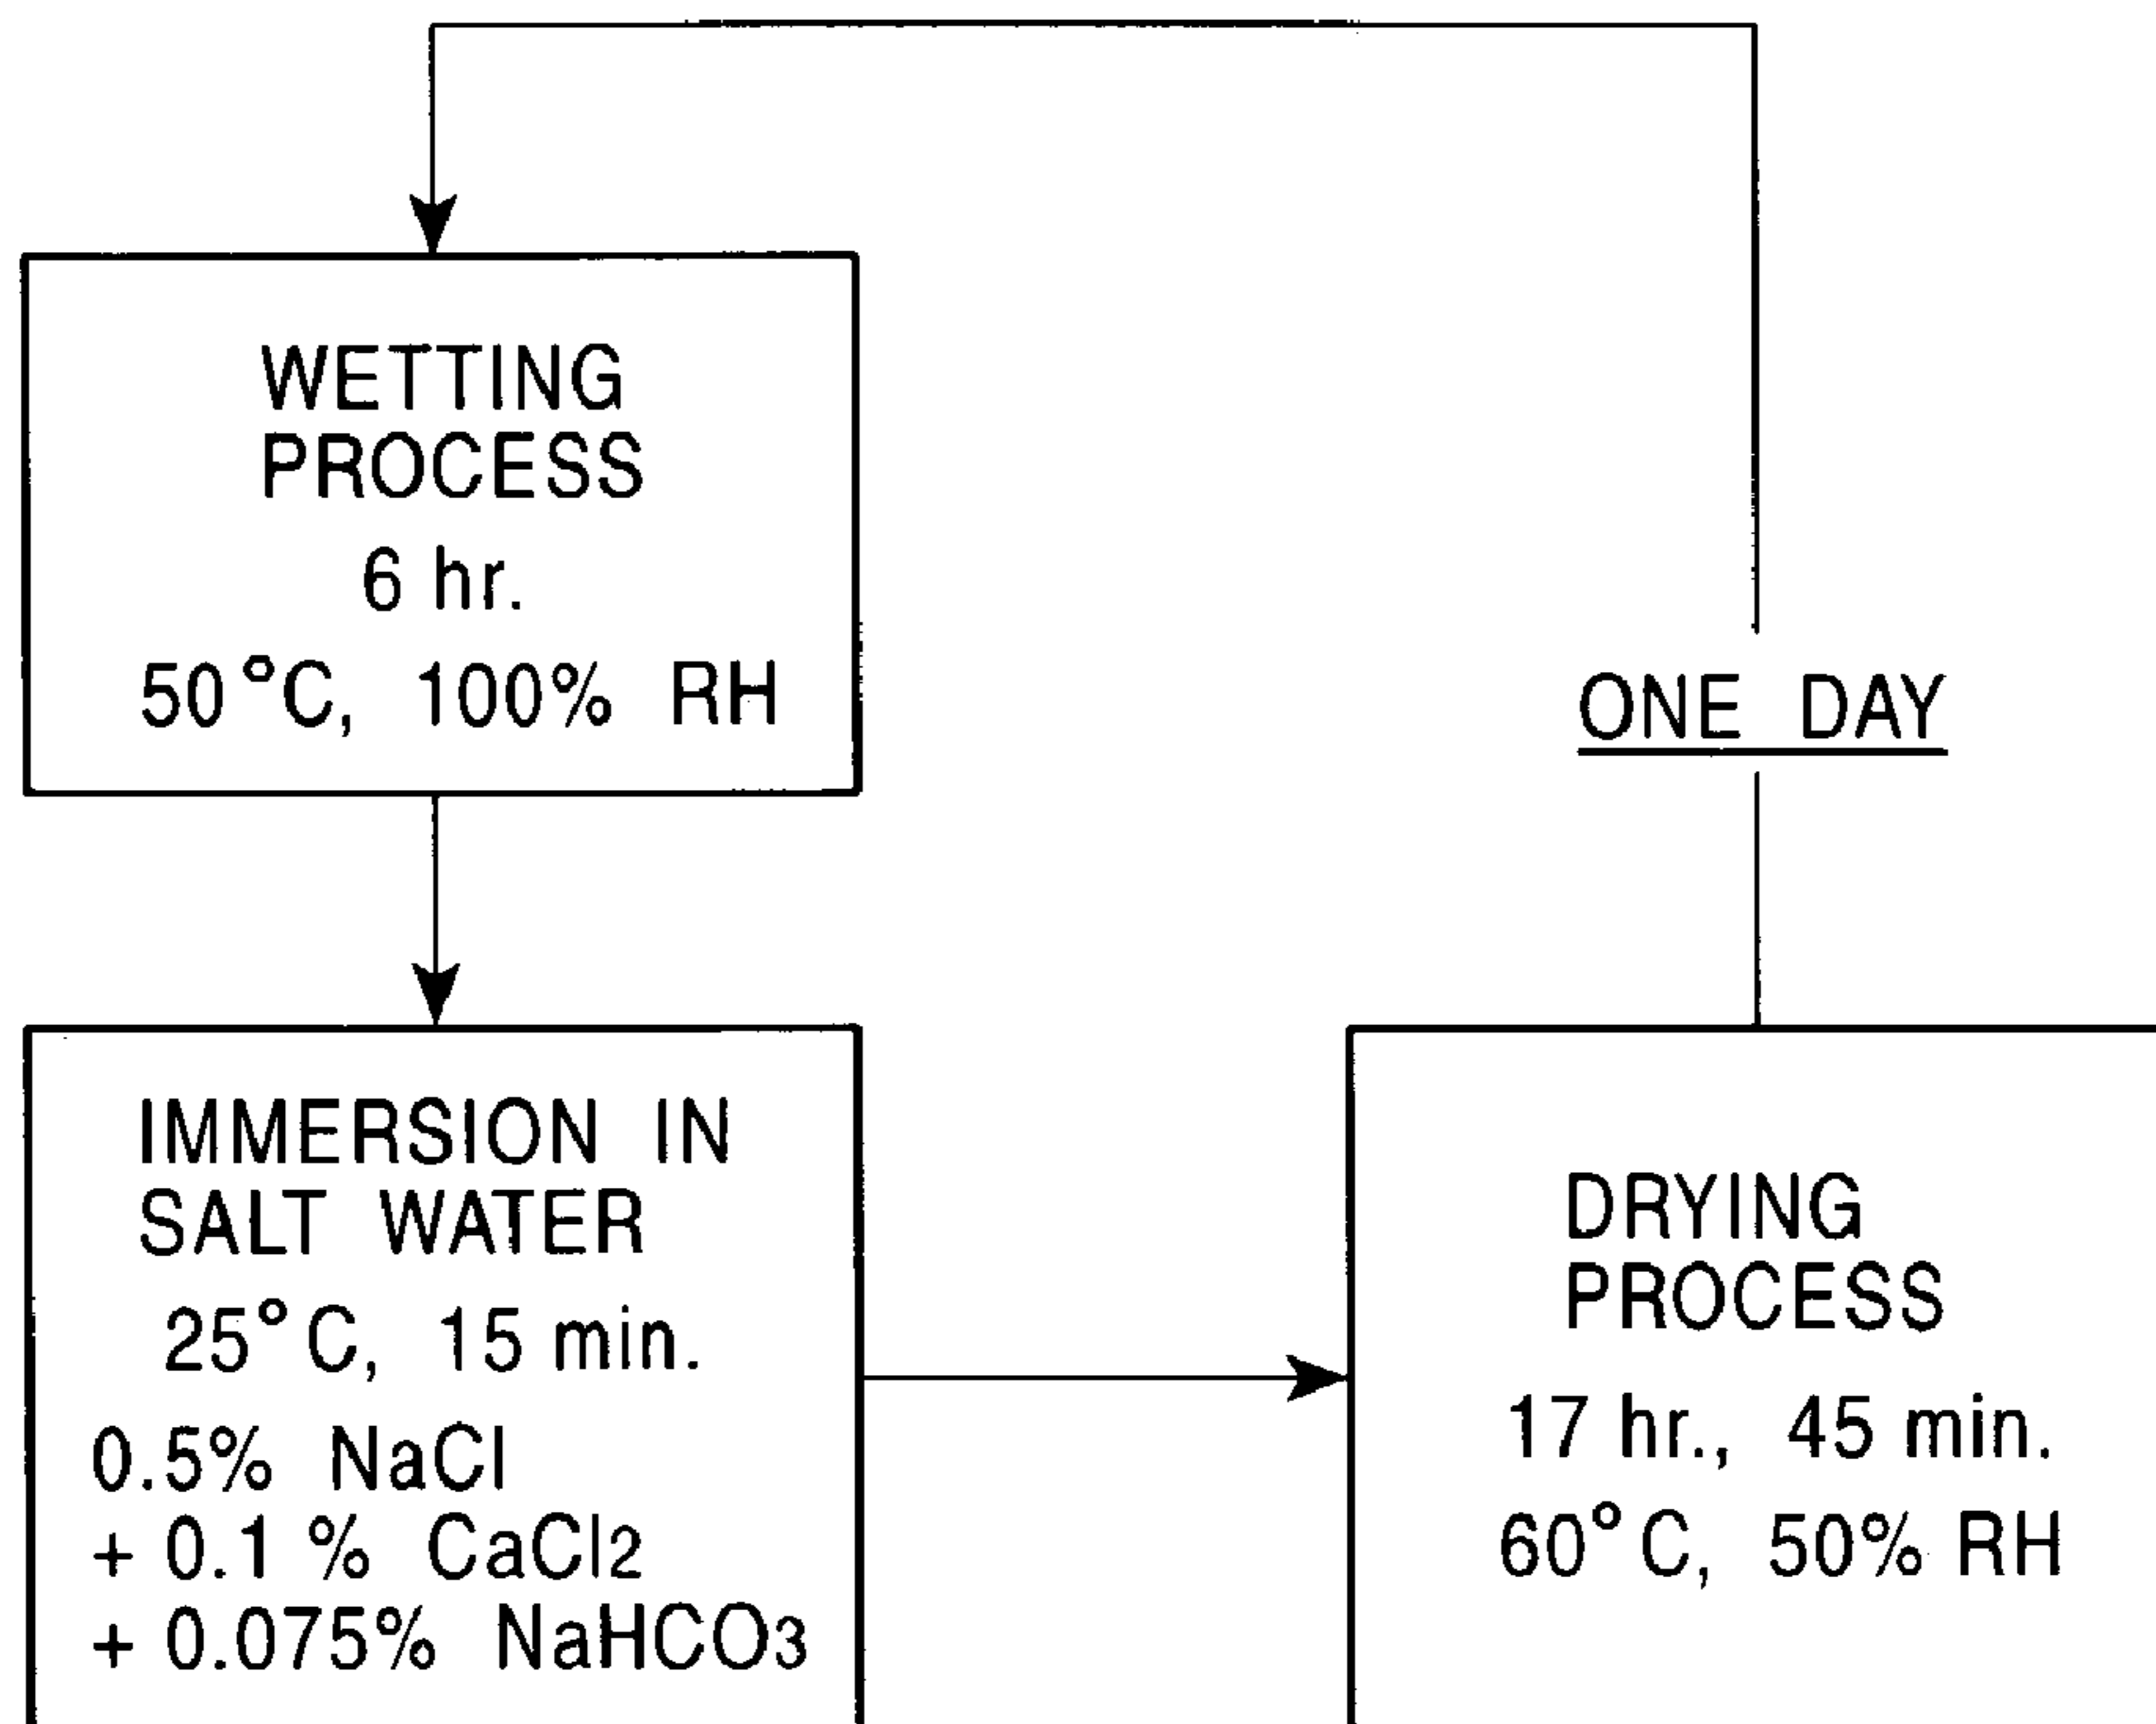 WETTING
PROCESS
6 hr.
50°C, 100% RH
ONE DAY
IMMERSION IN
SALT WATER
25°C, 15 min.
0.5% NaCl
+ 0.1 % CaCl2
+ 0.075% NaHCO3
DRYING
PROCESS
17 hr., 45 min.
60°C, 50% RH